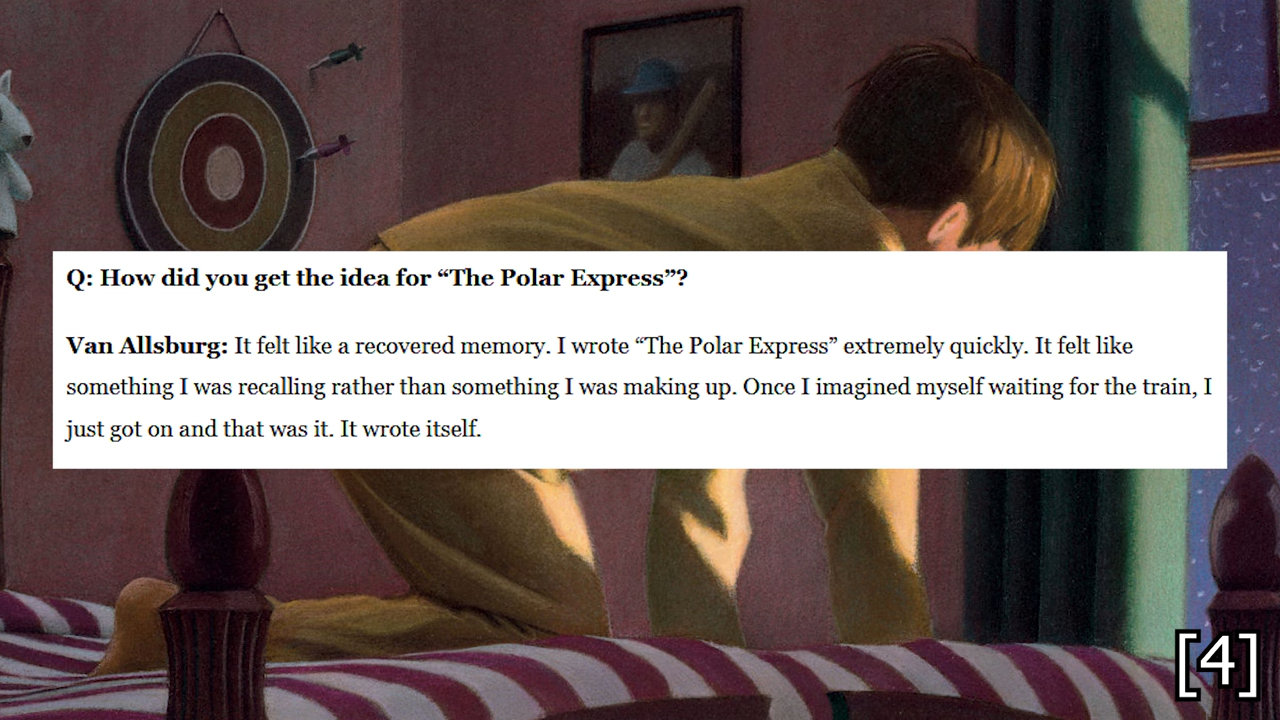 Q: How did you get the idea for “The Polar Express”?
Van Allsburg: It felt like a recovered memory. I wrote “The Polar Express” extremely quickly. It felt like
something I was recalling rather than something I was making up. Once I imagined myself waiting for the train, I
just got on and that was it. It wrote itself.
[4]